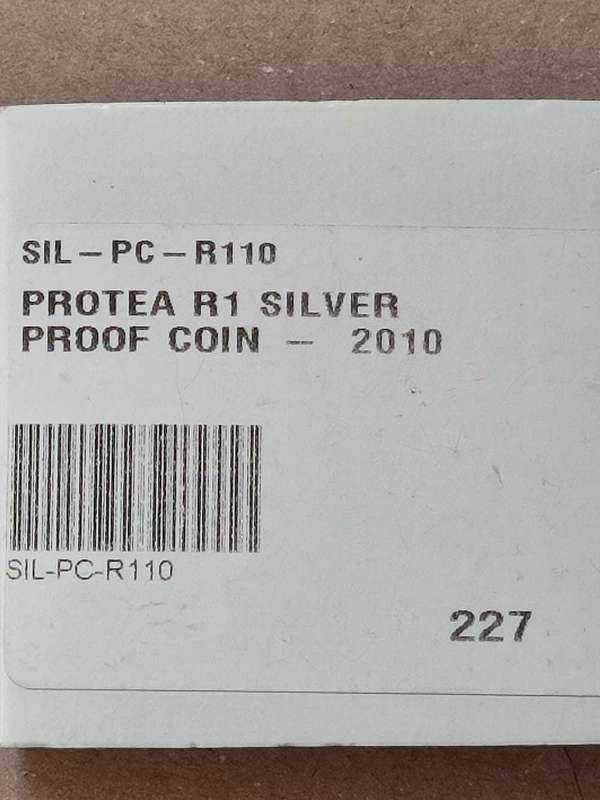 SIL-PC-R110
PROTEA R1 SILVER
PROOF COIN - 2010
SIL-PC-R110
227